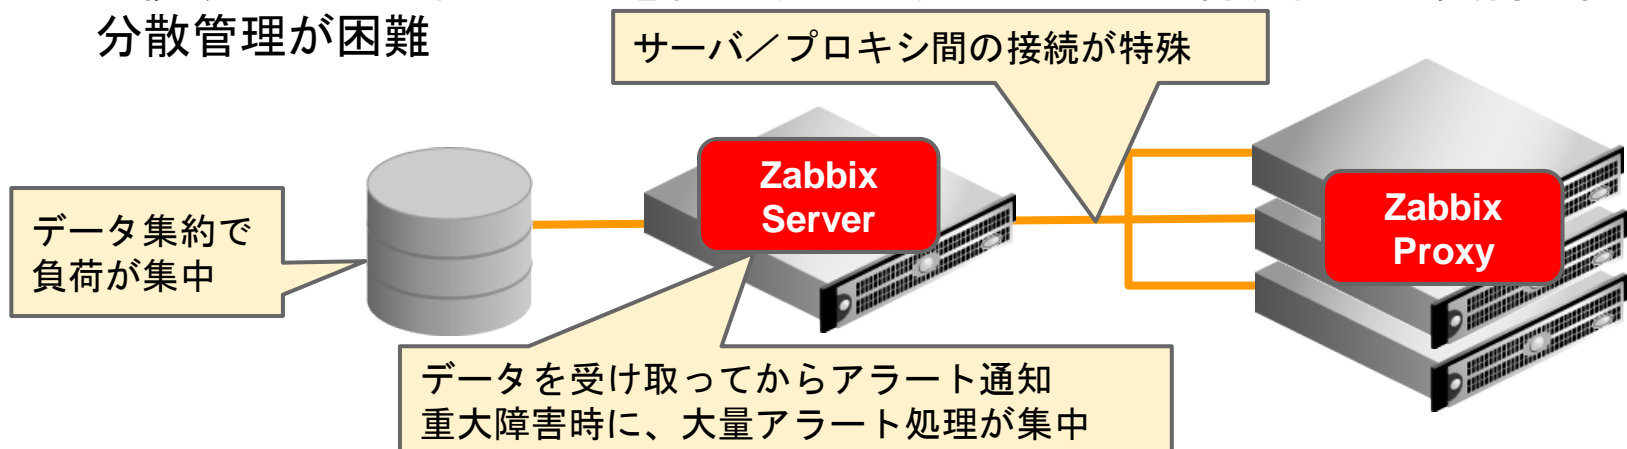 分散管理が困難
サーバ／プロキシ間の接続が特殊
Zabbix
Server
Zabbix
Proxy
データ集約で
負荷が集中
データを受け取ってからアラート通知
重大障害時に、大量アラート処理が集中